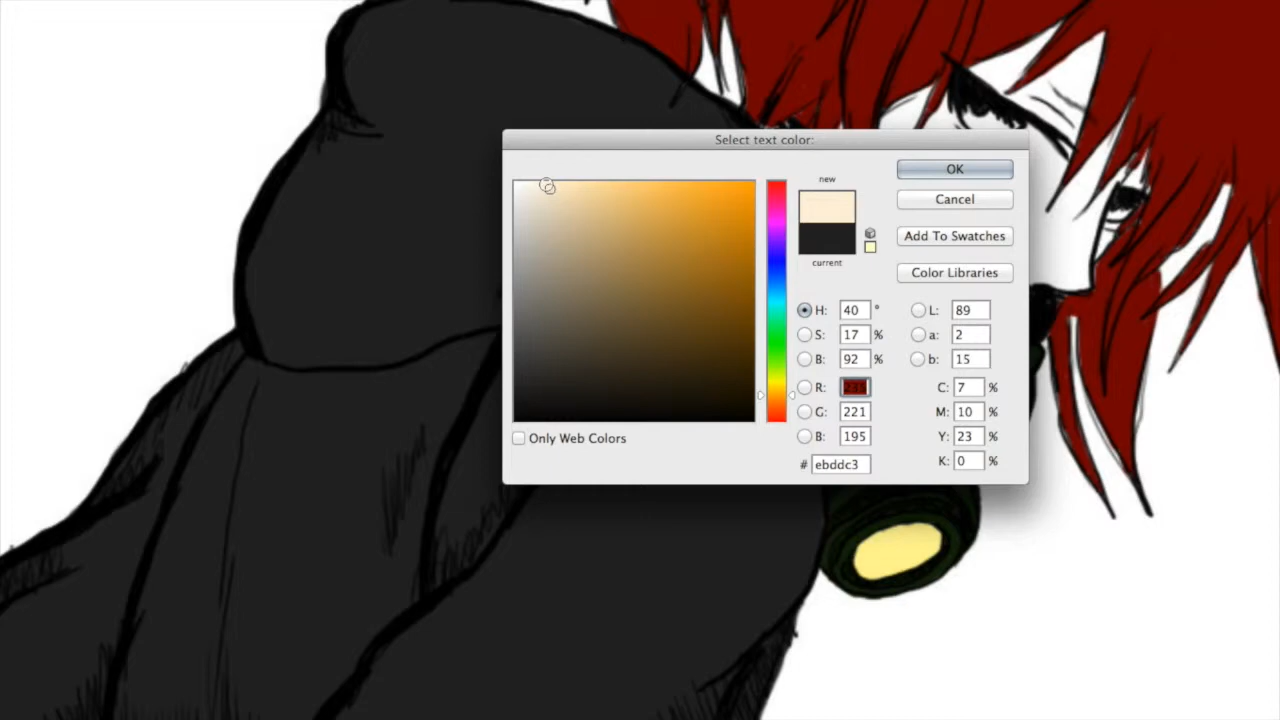 Select text color:
new
current
OK
Cancel
Add To Swatches
Color Libraries
H: 40 °
S: 17 %
B: 92 %
R: 235
G: 221
B: 195
# ebddc3
L: 89
a: 2
b: 15
C: 7 %
M: 10 %
Y: 23 %
K: 0 %
Only Web Colors